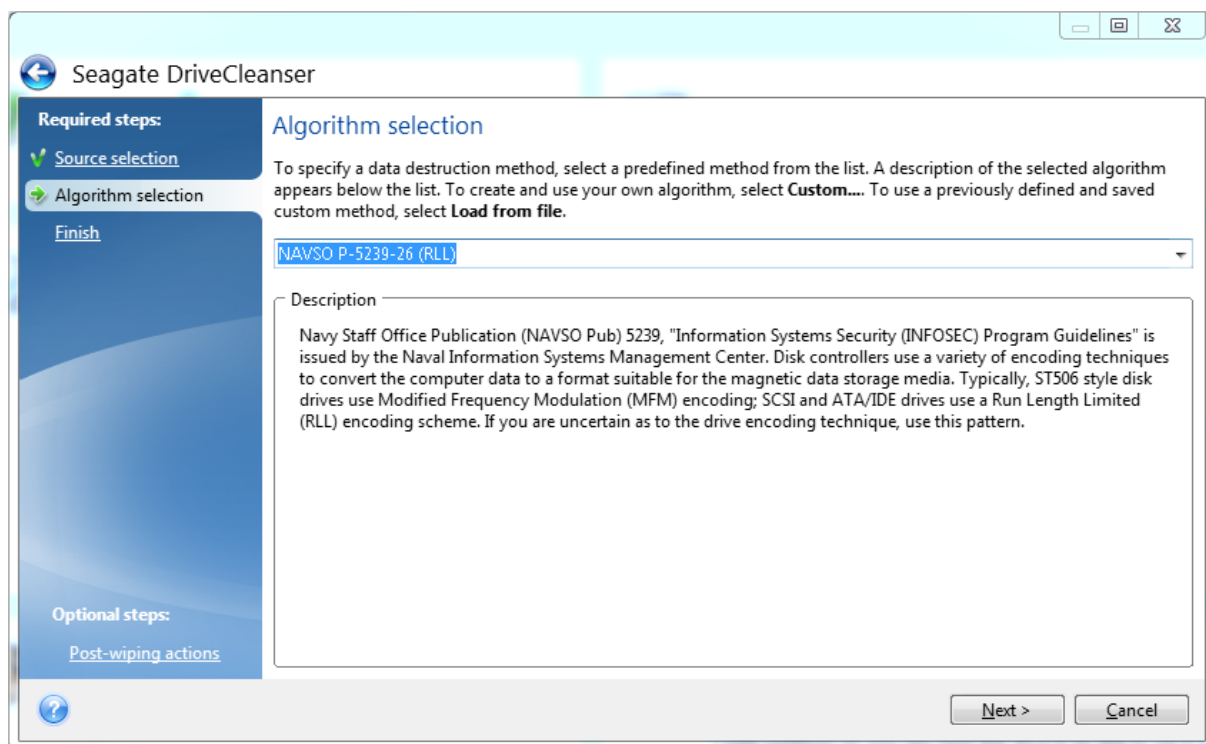 Seagate DriveCleanser
Required steps:
Source selection
Algorithm selection
Finish
Optional steps:
Post-wiping actions
Algorithm selection
To specify a data destruction method, select a predefined method from the list. A description of the selected algorithm
appears below the list. To create and use your own algorithm, select Custom.... To use a previously defined and saved
custom method, select Load from file.
NAVSO P-5239-26 (RLL)
Description
Navy Staff Office Publication (NAVSO Pub) 5239, "Information Systems Security (INFOSEC) Program Guidelines" is
issued by the Naval Information Systems Management Center. Disk controllers use a variety of encoding techniques
to convert the computer data to a format suitable for the magnetic data storage media. Typically, ST506 style disk
drives use Modified Frequency Modulation (MFM) encoding; SCSI and ATA/IDE drives use a Run Length Limited
(RLL) encoding scheme. If you are uncertain as to the drive encoding technique, use this pattern.
?
Next >
Cancel